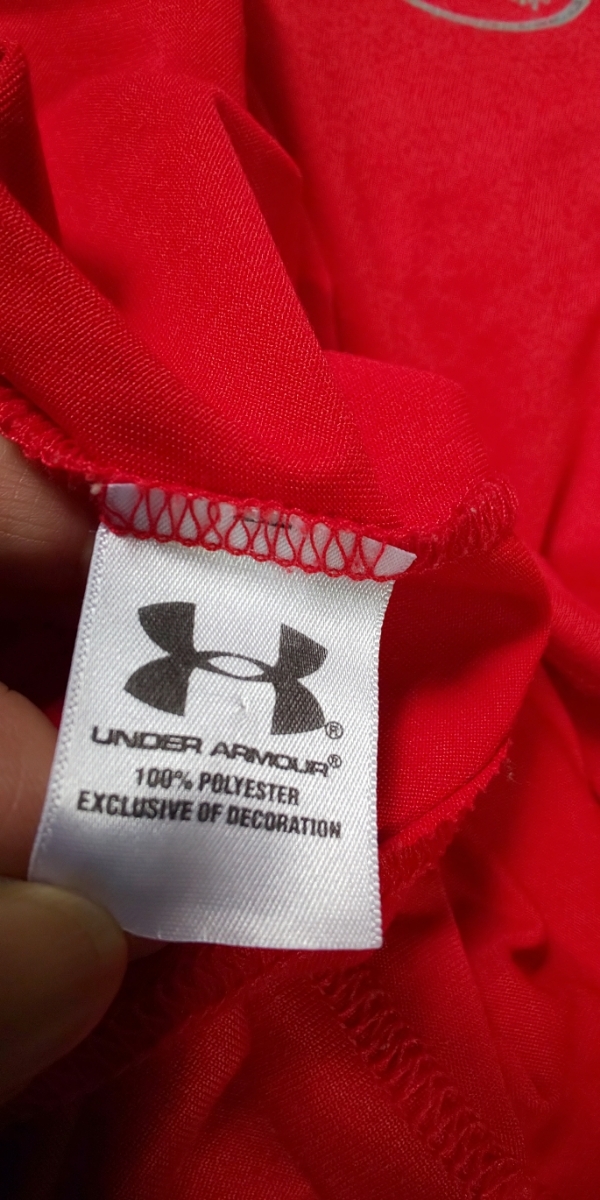 ®
UNDER ARMOUR®
100% POLYESTER
EXCLUSIVE OF DECORATION